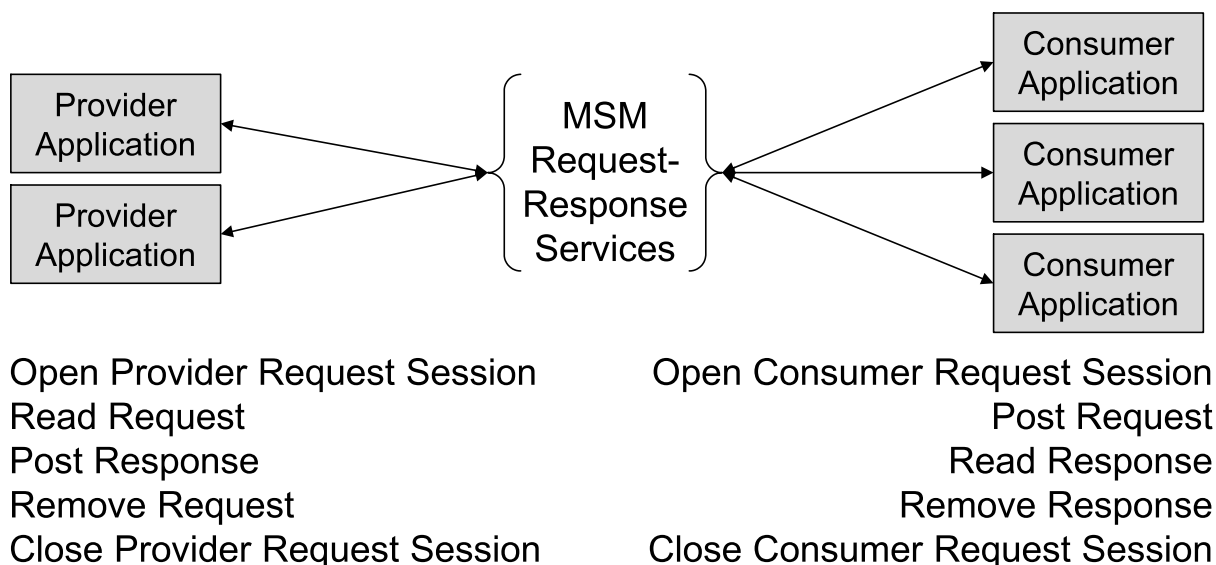 Provider
Application
Provider
Application
MSM
Request-
Response
Services
Consumer
Application
Consumer
Application
Consumer
Application
Open Provider Request Session
Read Request
Post Response
Remove Request
Close Provider Request Session
Open Consumer Request Session
Post Request
Read Response
Remove Response
Close Consumer Request Session